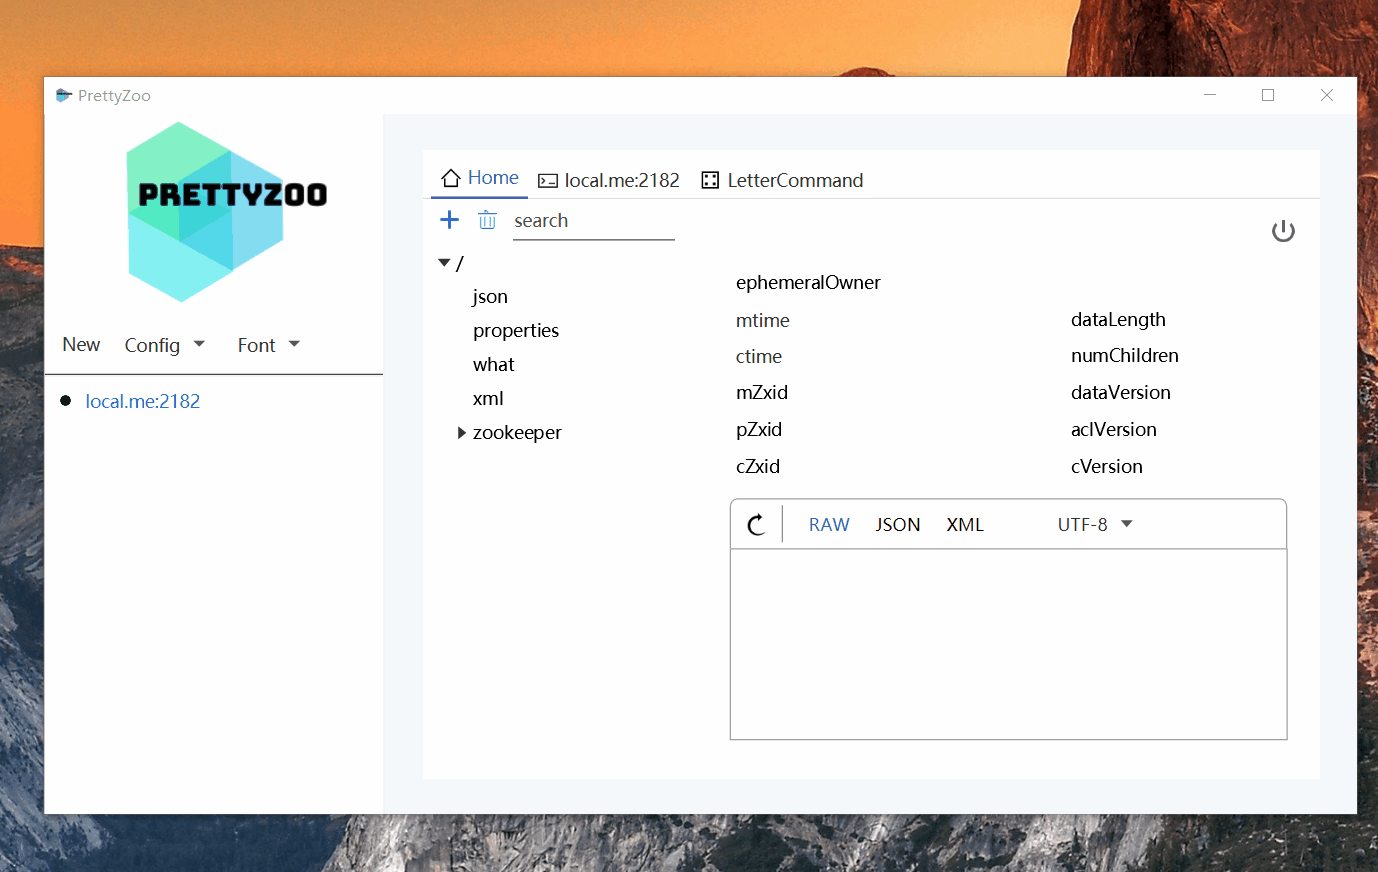 PrettyZoo
PRETTYZOO
New Config Font
local.me:2182
Home local.me:2182 LetterCommand
search
/
json
properties
what
xml
zookeeper
ephemeralOwner
mtime dataLength
ctime numChildren
mZxid dataVersion
pZxid aclVersion
cZxid cVersion
RAW JSON XML UTF-8